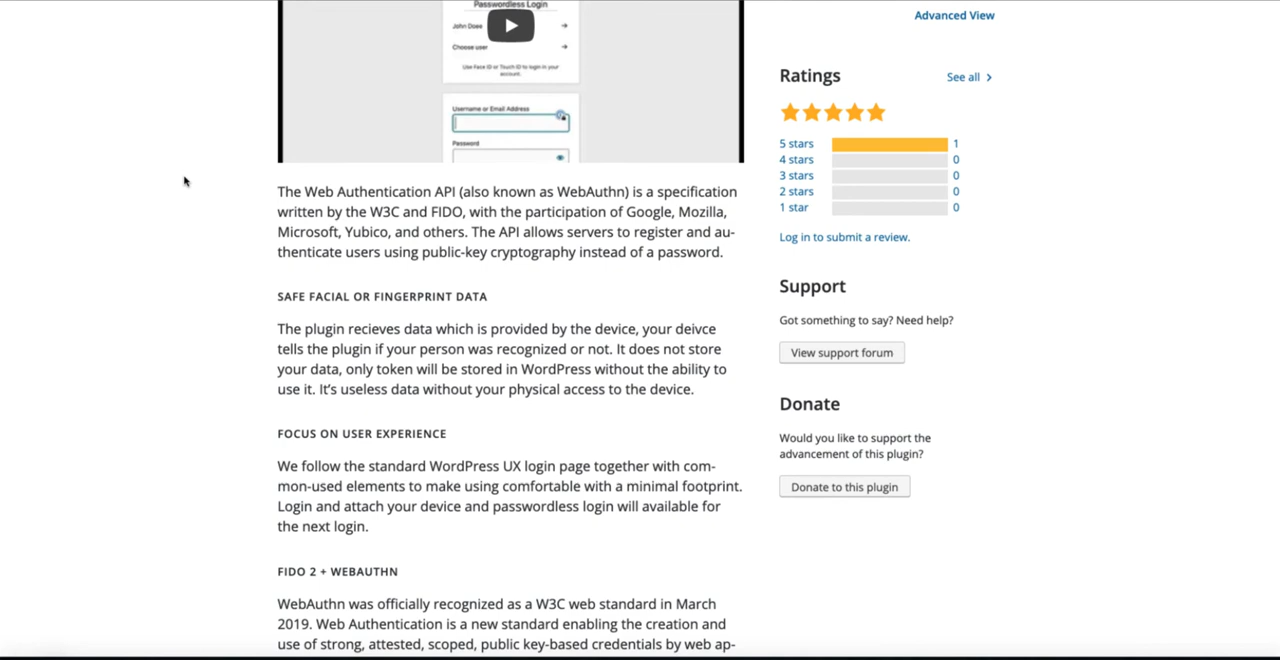 Passwordless Login
John Doee
Choose user
Use Face ID or Touch ID to login in your
account.
Username or Email Address
Password
The Web Authentication API (also known as WebAuthn) is a specification
written by the W3C and FIDO, with the participation of Google, Mozilla,
Microsoft, Yubico, and others. The API allows servers to register and au-
thenticate users using public-key cryptography instead of a password.
SAFE FACIAL OR FINGERPRINT DATA
The plugin recieves data which is provided by the device, your deivce
tells the plugin if your person was recognized or not. It does not store
your data, only token will be stored in WordPress without the ability to
use it. It’s useless data without your physical access to the device.
FOCUS ON USER EXPERIENCE
We follow the standard WordPress UX login page together with com-
mon-used elements to make using comfortable with a minimal footprint.
Login and attach your device and passwordless login will available for
the next login.
FIDO 2 + WEBAUTHN
WebAuthn was officially recognized as a W3C web standard in March
2019. Web Authentication is a new standard enabling the creation and
use of strong, attested, scoped, public key-based credentials by web ap-
Advanced View
Ratings
See all
5 stars 1
4 stars 0
3 stars 0
2 stars 0
1 star 0
Log in to submit a review.
Support
Got something to say? Need help?
View support forum
Donate
Would you like to support the
advancement of this plugin?
Donate to this plugin